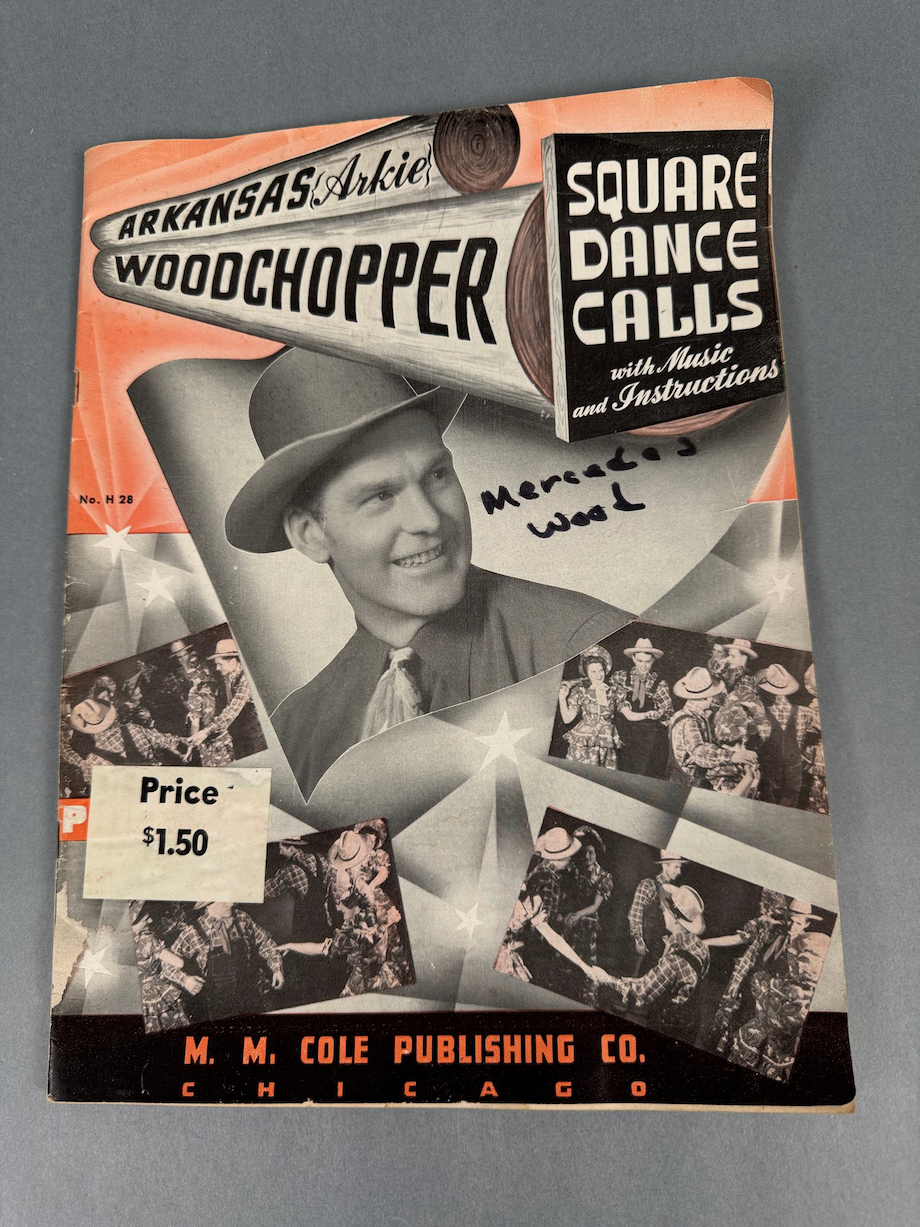 ARKANSAS {Arkie}
WOODCHOPPER
SQUARE
DANCE
CALLS
with Music
and Instructions
Mercedes
Wood
No. H 28
Price
$1.50
P
M. M. COLE PUBLISHING CO.
CHICAGO